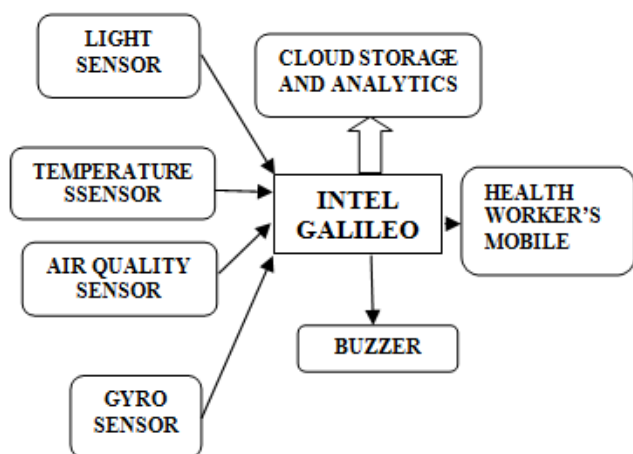 LIGHT
SENSOR
CLOUD STORAGE
AND ANALYTICS
TEMPERATURE
SSENSOR
INTEL
GALILEO
HEALTH
WORKER'S
MOBILE
AIR QUALITY
SENSOR
BUZZER
GYRO
SENSOR